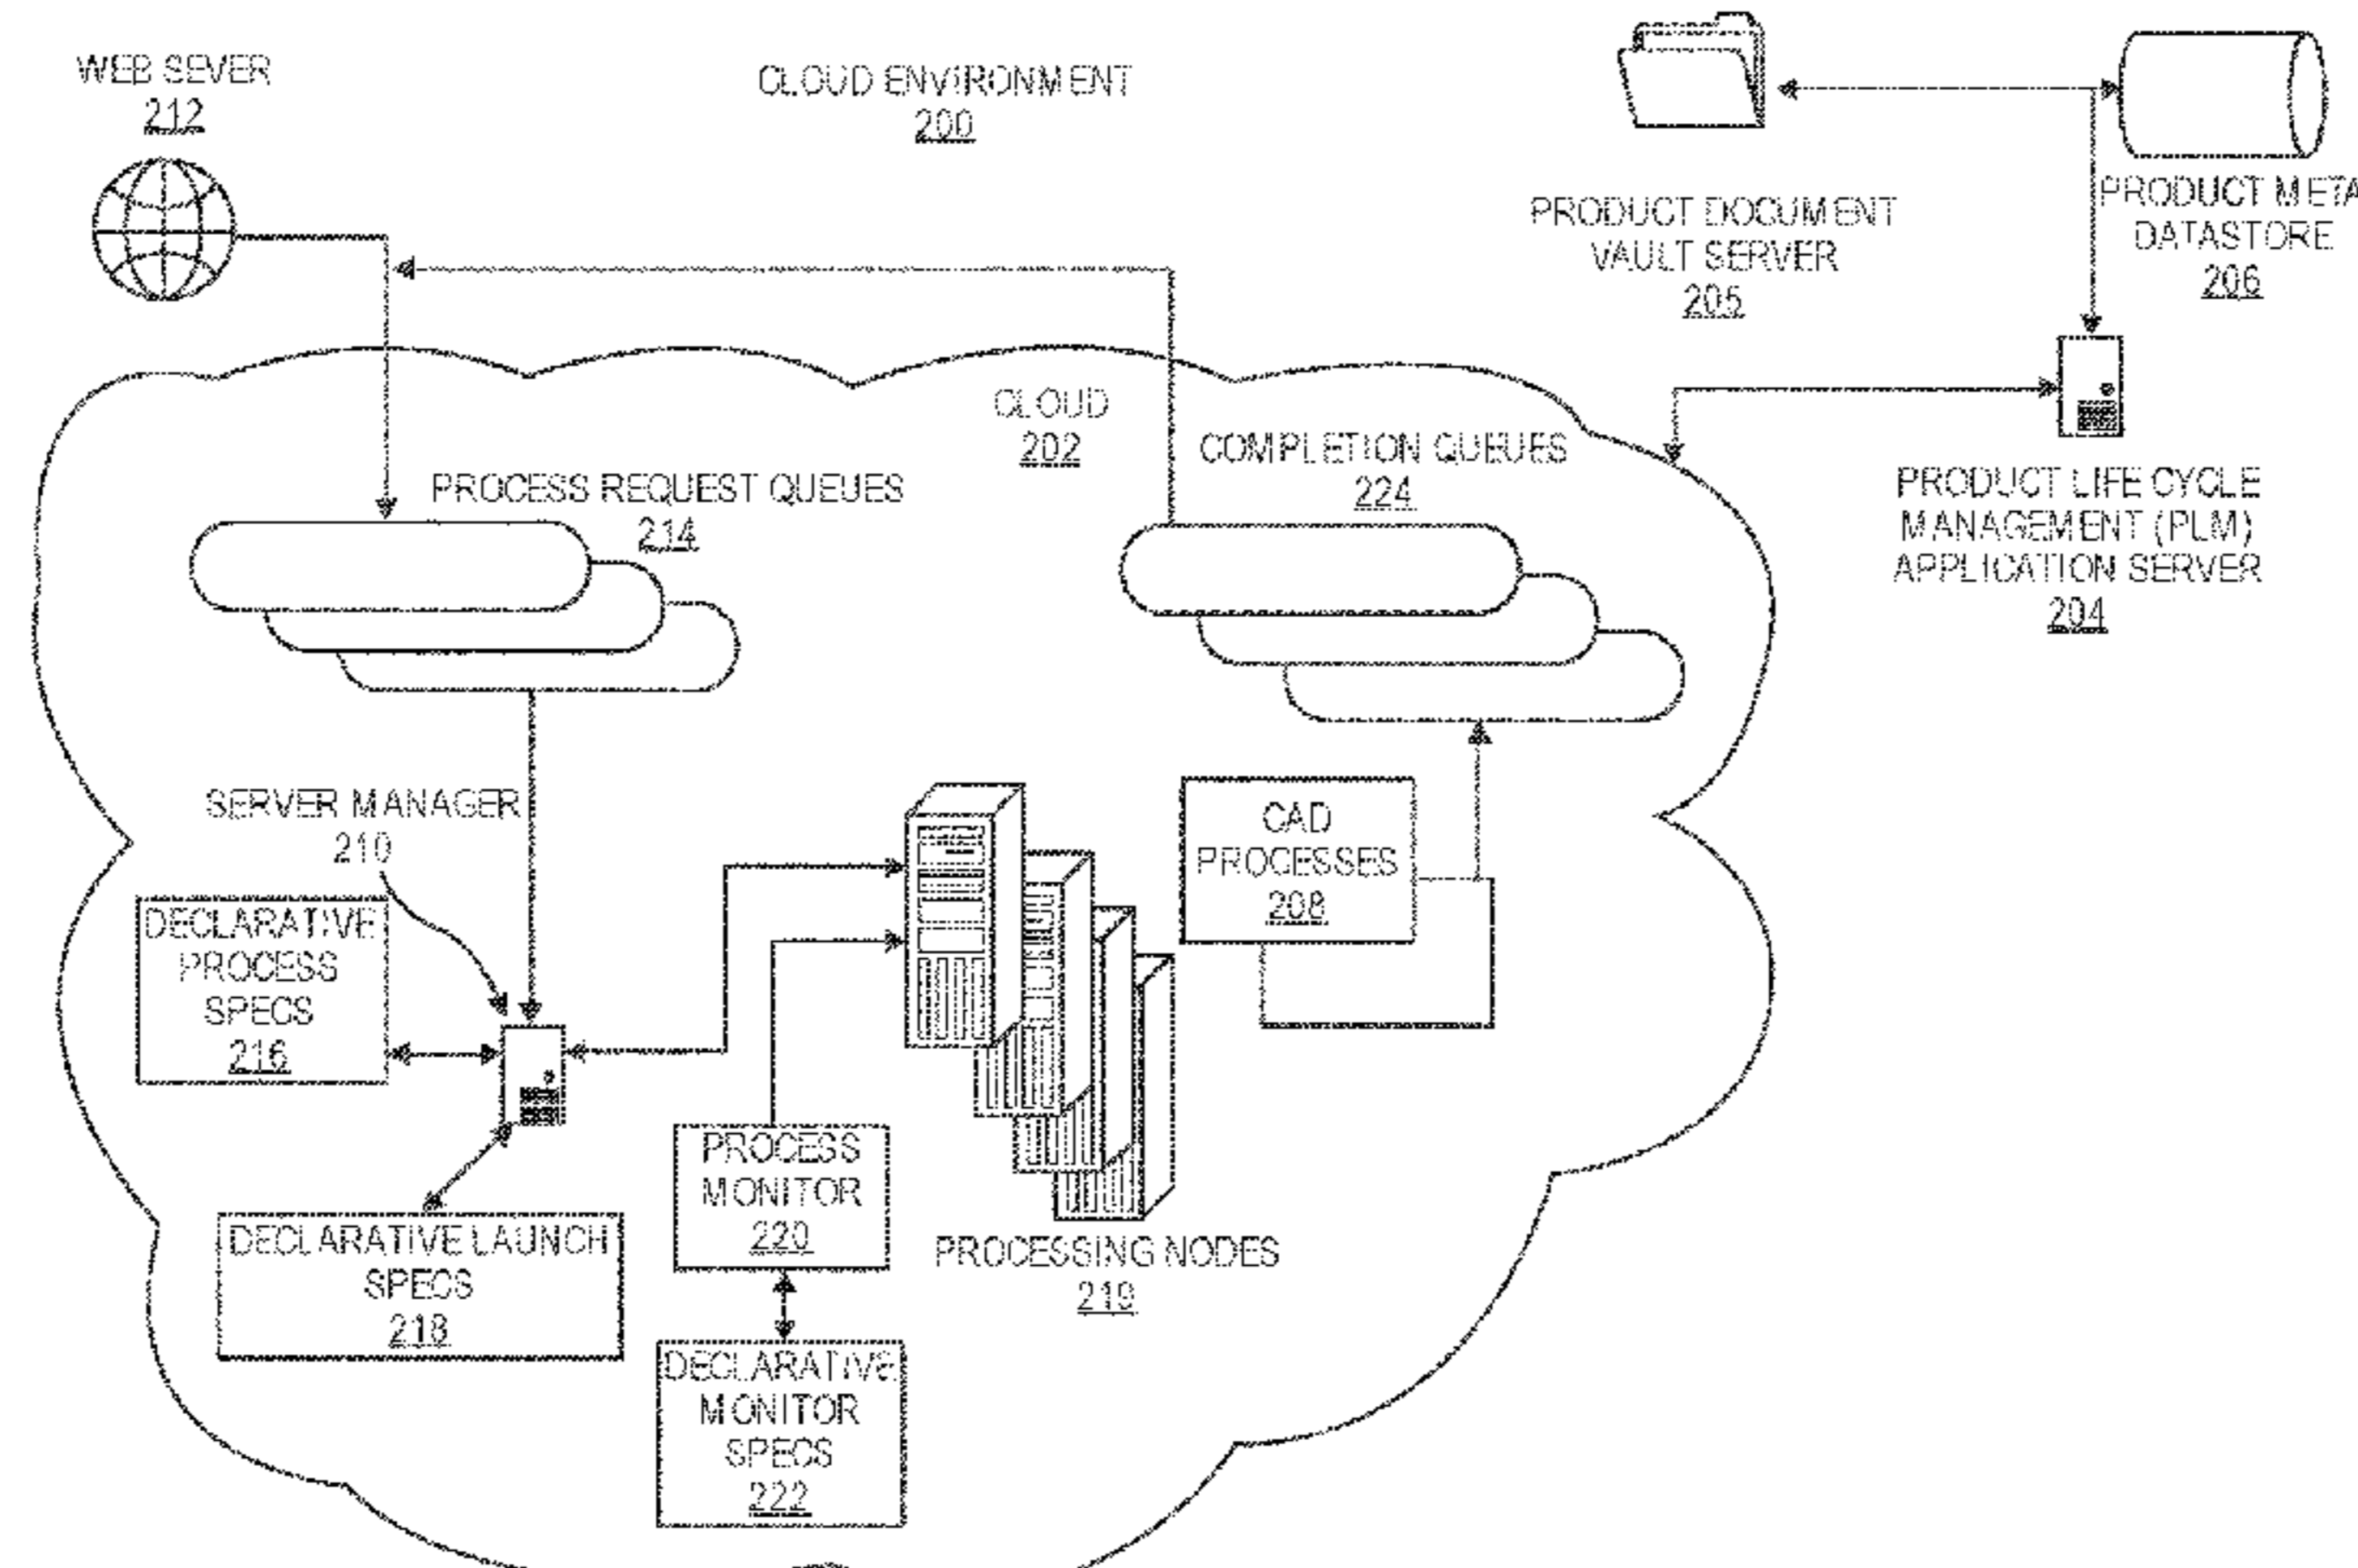 WEB SEVER
212
CLOUD ENVIRONMENT
200
PRODUCT DOCUMENT
VAULT SERVER
205
PRODUCT META
DATASTORE
206
CLOUD
202
PROCESS REQUEST QUEUES
214
COMPLETION QUEUES
224
PRODUCT LIFE CYCLE
MANAGEMENT (PLM)
APPLICATION SERVER
204
SERVER MANAGER
210
CAD
PROCESSES
208
DECLARATIVE
PROCESS
SPECS
216
PROCESS
MONITOR
220
DECLARATIVE LAUNCH
SPECS
218
PROCESSING NODES
219
DECLARATIVE
MONITOR
SPECS
222